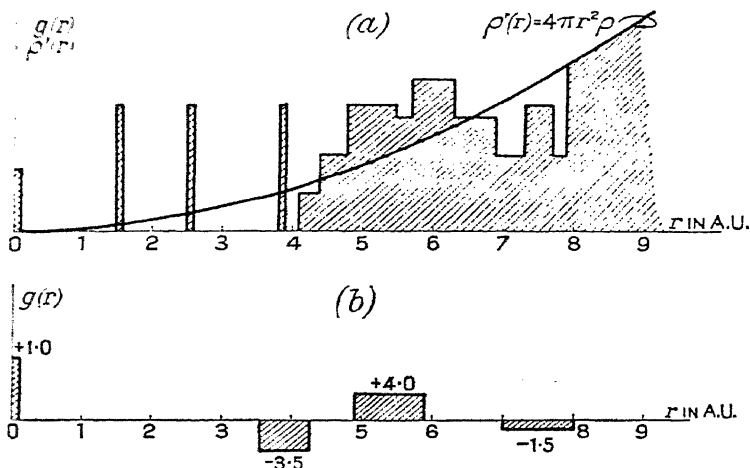 g(r)
ρ'(r)
(a)
ρ'(r)=4πr²ρ
0 1 2 3 4 5 6 7 8 9 r IN A.U.
g(r)
(b)
+1·0
+4·0
0 1 2 3 4 5 6 7 8 9 r IN A.U.
-3·5
-1·5